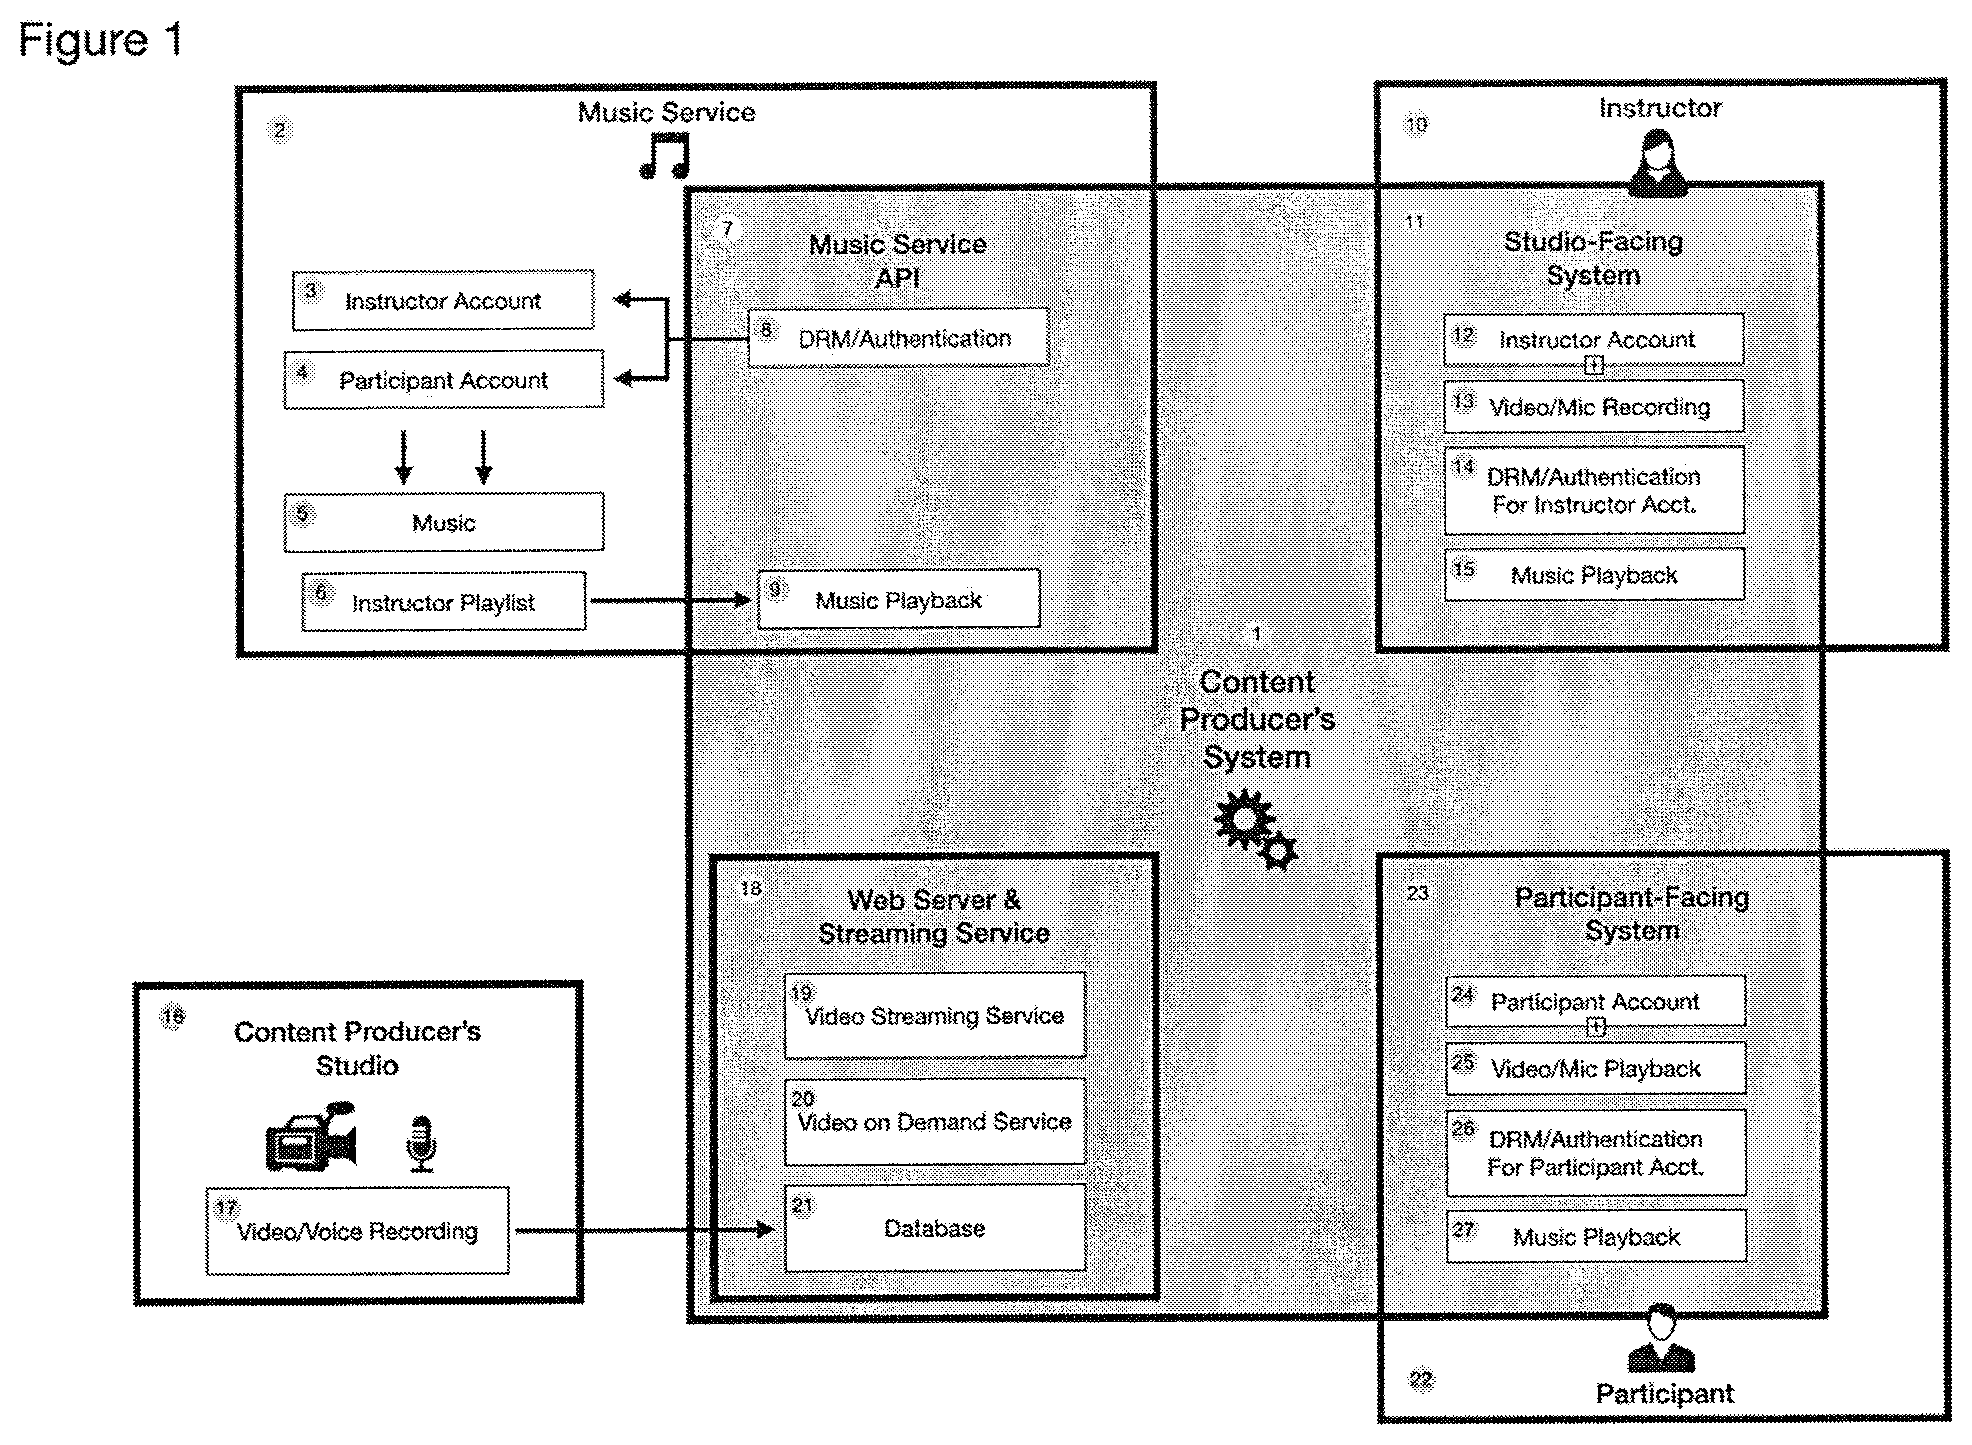 Figure 1
2
Music Service
3
Instructor Account
4
Participant Account
5
Music
6
Instructor Playlist
7
Music Service
API
8
DRM/Authentication
9
Music Playback
10
Instructor
11
Studio-Facing
System
12
Instructor Account
+
13
Video/Mic Recording
14
DRM/Authentication
For Instructor Acct.
15
Music Playback
1
Content
Producer's
System
16
Content Producer's
Studio
17
Video/Voice Recording
18
Web Server &
Streaming Service
19
Video Streaming Service
20
Video on Demand Service
21
Database
23
Participant-Facing
System
24
Participant Account
+
25
Video/Mic Playback
26
DRM/Authentication
For Participant Acct.
27
Music Playback
22
Participant